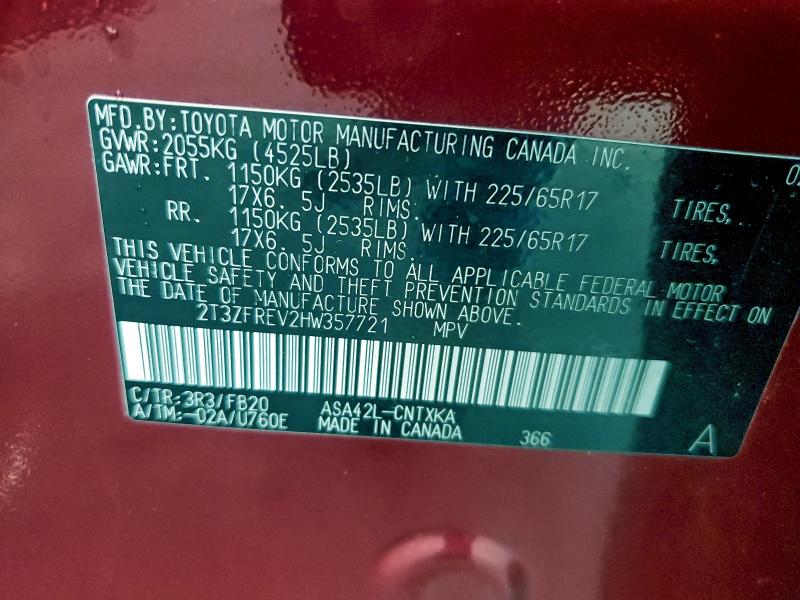 MFD.BY:TOYOTA MOTOR MANUFACTURING CANADA INC.
GVWR:2055KG (4525LB)
GAWR:FRT. 1150KG (2535LB) WITH 225/65R17 TIRES,
17X6. 5J RIMS.
RR. 1150KG (2535LB) WITH 225/65R17 TIRES,
17X6. 5J RIMS.
THIS VEHICLE CONFORMS TO ALL APPLICABLE FEDERAL MOTOR
VEHICLE SAFETY AND THEFT PREVENTION STANDARDS IN EFFECT ON
THE DATE OF MANUFACTURE SHOWN ABOVE.
2T3ZFREV2HW357721 MPV
C/TR:3R3/FB20 ASA42L-CNTXKA
A/TM:-02A/U760E MADE IN CANADA 366 A